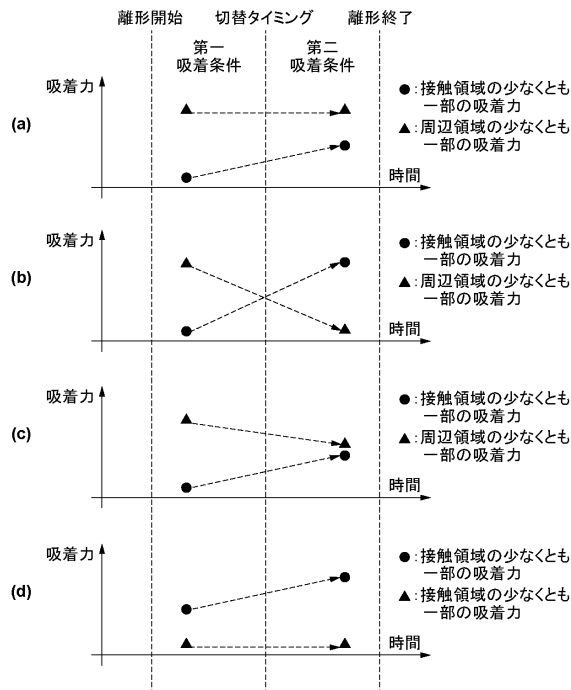 離形開始 切替タイミング 離形終了
第一
吸着条件
第二
吸着条件
(a)
吸着力
時間
●:接触領域の少なくとも
一部の吸着力
▲:周辺領域の少なくとも
一部の吸着力
(b)
吸着力
時間
●:接触領域の少なくとも
一部の吸着力
▲:周辺領域の少なくとも
一部の吸着力
(c)
吸着力
時間
●:接触領域の少なくとも
一部の吸着力
▲:周辺領域の少なくとも
一部の吸着力
(d)
吸着力
時間
●:接触領域の少なくとも
一部の吸着力
▲:接触領域の少なくとも
一部の吸着力